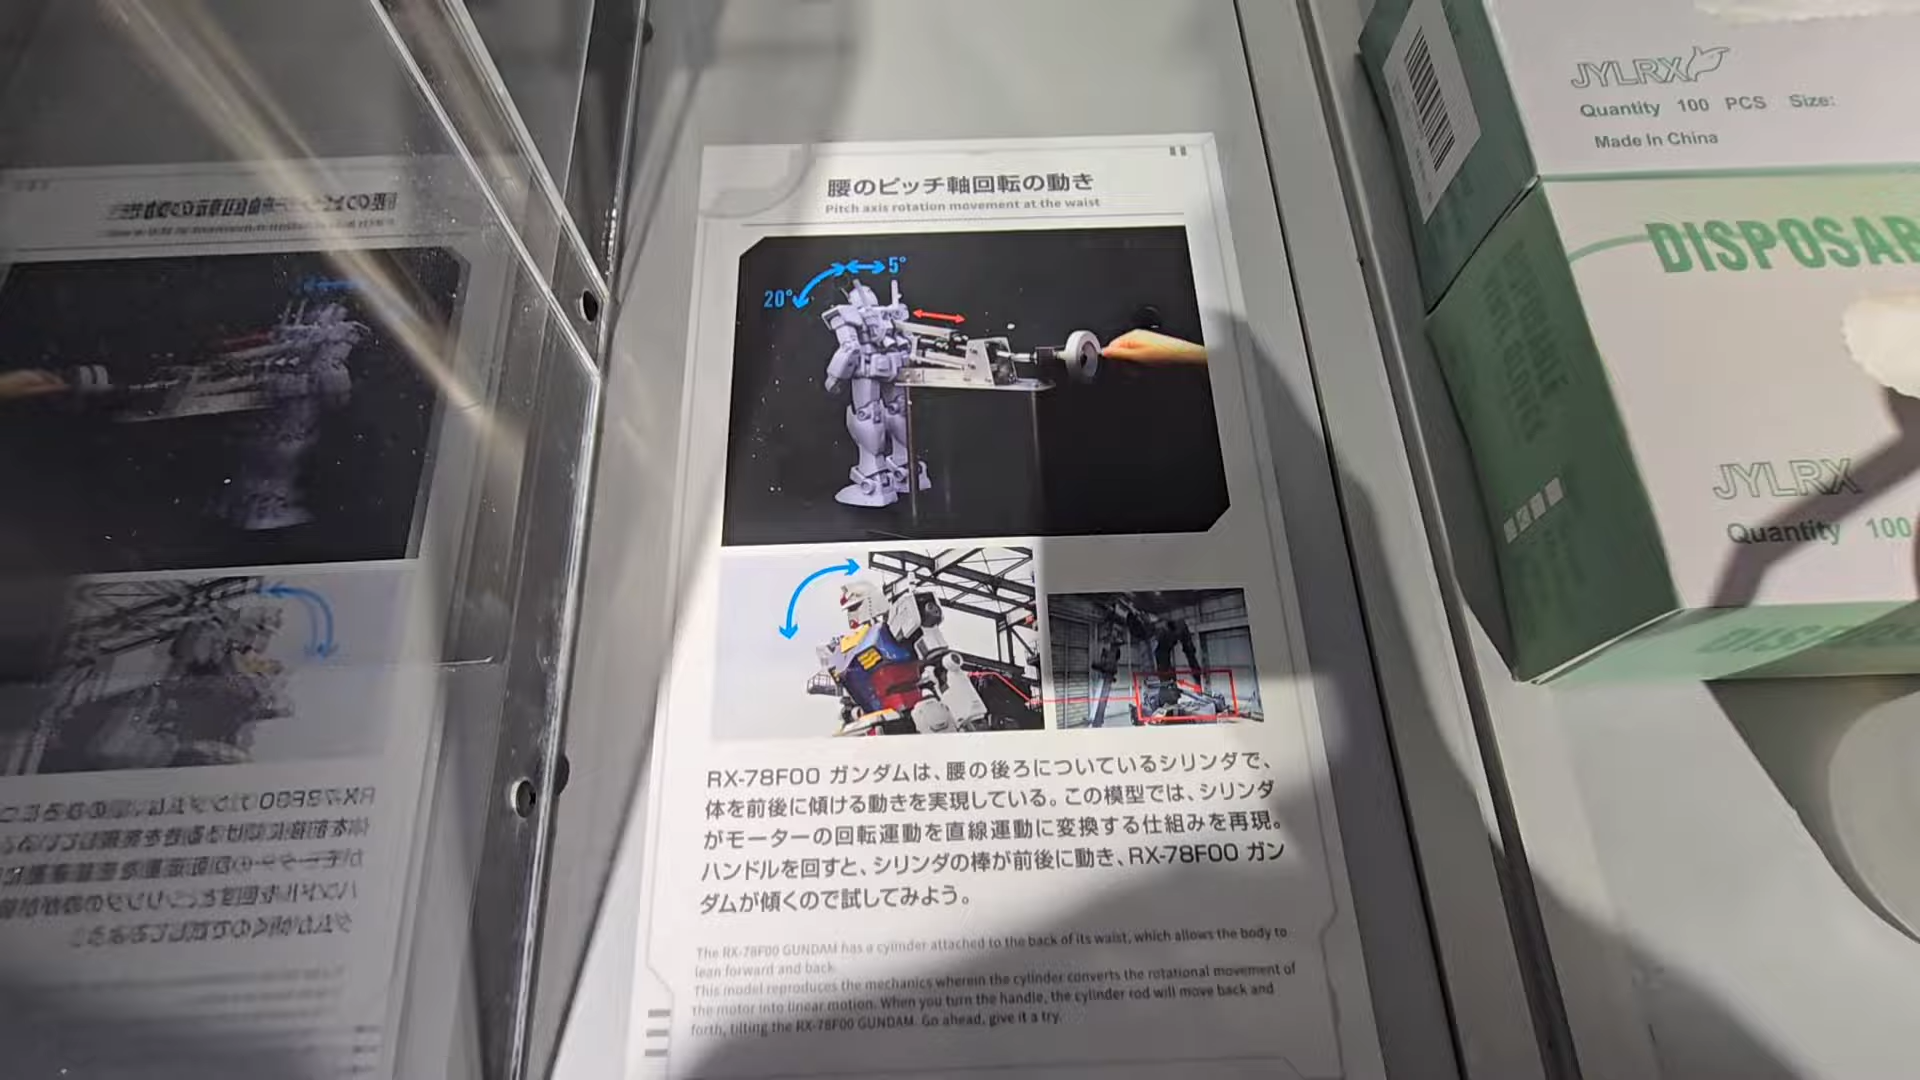 腰のピッチ軸回転の動き
Pitch axis rotation movement at the waist
5°
20°
RX-78F00 ガンダムは、腰の後ろについているシリンダで、
体を前後に傾ける動きを実現している。この模型では、シリンダ
がモーターの回転運動を直線運動に変換する仕組みを再現。
ハンドルを回すと、シリンダの棒が前後に動き、RX-78F00 ガン
ダムが傾くので試してみよう。
The RX-78F00 GUNDAM has a cylinder attached to the back of its waist, which allows the body to
lean forward and back.
This model reproduces the mechanics wherein the cylinder converts the rotational movement of
the motor into linear motion. When you turn the handle, the cylinder rod will move back and
forth, tilting the RX-78F00 GUNDAM. Go ahead, give it a try.
JYLRX
Quantity 100 PCS Size:
Made In China
DISPOSAB
JYLRX
Quantity 100